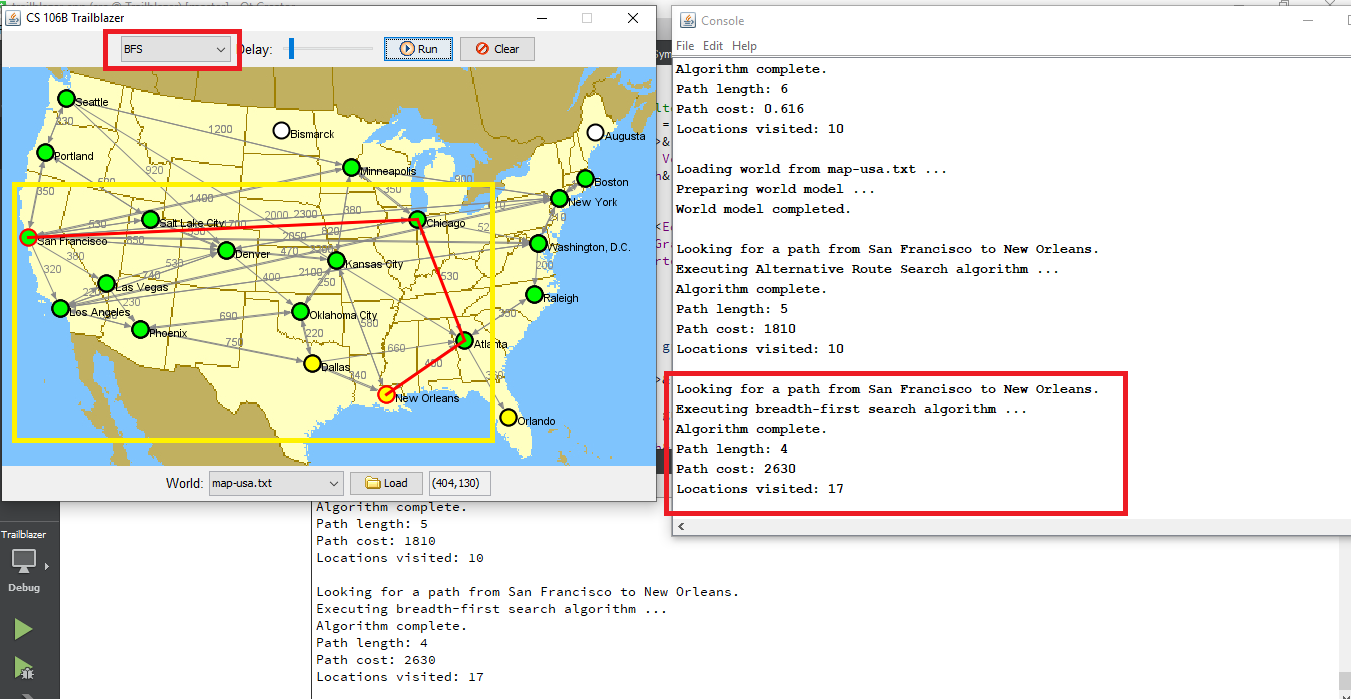 CS 106B Trailblazer
BFS
Delay:
Run
Clear
Seattle
330
1200
Bismarck
Augusta
Portland
920
Minneapolis
350
900
Boston
350
1400
New York
Salt Lake City
2000
2300
380
Chicago
530
San Francisco
850
Denver
470
Washington, D.C.
380
Kansas City
320
740
530
400
2100
530
200
Las Vegas
250
230
Raleigh
Los Angeles
690
Oklahoma City
580
330
Phoenix
220
Atlanta
750
660
400
Dallas
New Orleans
Orlando
World:
map-usa.txt
Load
(404,130)
Console
File Edit Help
Algorithm complete.
Path length: 6
Path cost: 0.616
Locations visited: 10
Loading world from map-usa.txt ...
Preparing world model ...
World model completed.
Looking for a path from San Francisco to New Orleans.
Executing Alternative Route Search algorithm ...
Algorithm complete.
Path length: 5
Path cost: 1810
Locations visited: 10
Looking for a path from San Francisco to New Orleans.
Executing breadth-first search algorithm ...
Algorithm complete.
Path length: 4
Path cost: 2630
Locations visited: 17
Trailblazer
Debug
Algorithm complete.
Path length: 5
Path cost: 1810
Locations visited: 10
Looking for a path from San Francisco to New Orleans.
Executing breadth-first search algorithm ...
Algorithm complete.
Path length: 4
Path cost: 2630
Locations visited: 17